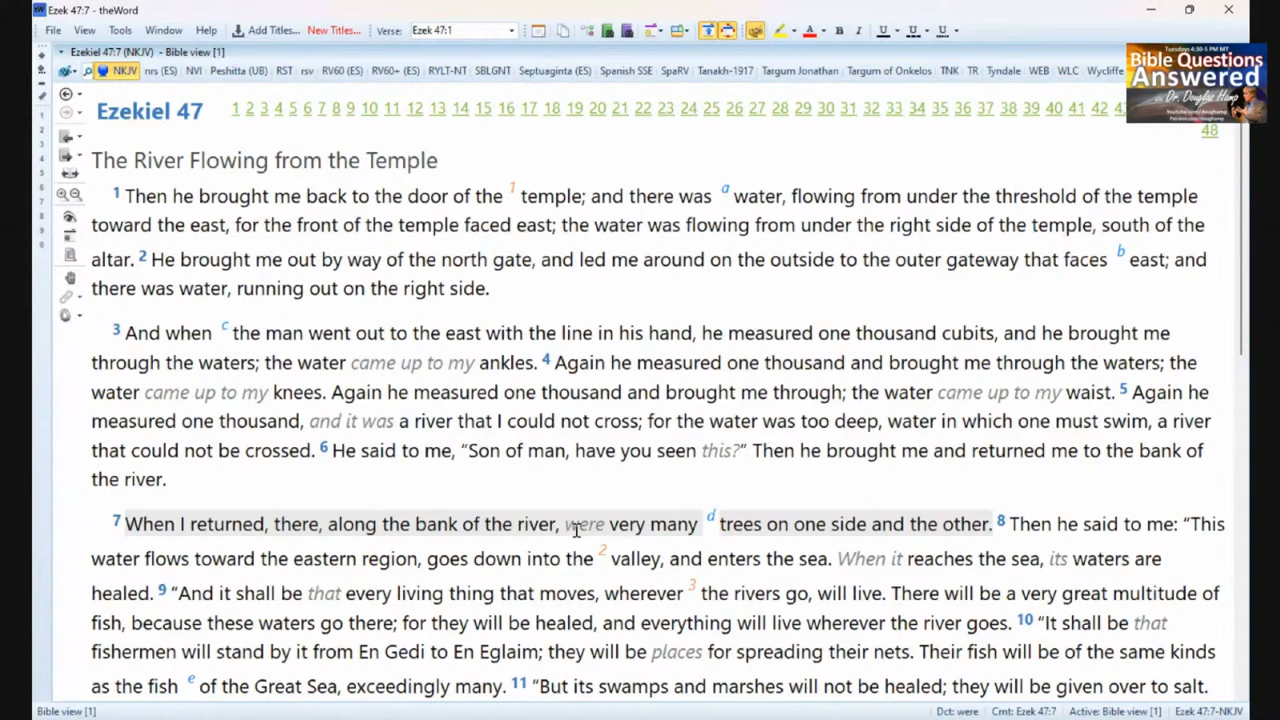 Ezek 47:7 - theWord
File View Tools Window Help Add Titles... New Titles... Verse: Ezek 47:1 A B I U U U
Ezekiel 47:7 (NKJV) - Bible view [1]
NKJV nrs (ES) NVI Peshitta (UB) RST rsv RV60 (ES) RV60+ (ES) RYLT-NT SBLGNT Septuaginta (ES) Spanish SSE SpaRV Tanakh-1917 Targum Jonathan Targum of Onkelos TNK TR Tyndale WEB WLC Wycliffe
Tuesdays 4:30-5 PM MT
Bible Questions
Answered
with Dr. Douglas Hamp
Youtube.com/doughamp
Patreon.com/doughamp
Ezekiel 47 1 2 3 4 5 6 7 8 9 10 11 12 13 14 15 16 17 18 19 20 21 22 23 24 25 26 27 28 29 30 31 32 33 34 35 36 37 38 39 40 41 42
48
The River Flowing from the Temple
1 Then he brought me back to the door of the 1 temple; and there was a water, flowing from under the threshold of the temple
toward the east, for the front of the temple faced east; the water was flowing from under the right side of the temple, south of the
altar. 2 He brought me out by way of the north gate, and led me around on the outside to the outer gateway that faces b east; and
there was water, running out on the right side.
3 And when c the man went out to the east with the line in his hand, he measured one thousand cubits, and he brought me
through the waters; the water came up to my ankles. 4 Again he measured one thousand and brought me through the waters; the
water came up to my knees. Again he measured one thousand and brought me through; the water came up to my waist. 5 Again he
measured one thousand, and it was a river that I could not cross; for the water was too deep, water in which one must swim, a river
that could not be crossed. 6 He said to me, “Son of man, have you seen this?” Then he brought me and returned me to the bank of
the river.
7 When I returned, there, along the bank of the river, were very many d trees on one side and the other. 8 Then he said to me: “This
water flows toward the eastern region, goes down into the 2 valley, and enters the sea. When it reaches the sea, its waters are
healed. 9 “And it shall be that every living thing that moves, wherever 3 the rivers go, will live. There will be a very great multitude of
fish, because these waters go there; for they will be healed, and everything will live wherever the river goes. 10 “It shall be that
fishermen will stand by it from En Gedi to En Eglaim; they will be places for spreading their nets. Their fish will be of the same kinds
as the fish e of the Great Sea, exceedingly many. 11 “But its swamps and marshes will not be healed; they will be given over to salt.
Bible view [1] Dct: were Cmt: Ezek 47:7 Active: Bible view [1] Ezek 47:7-NKJV